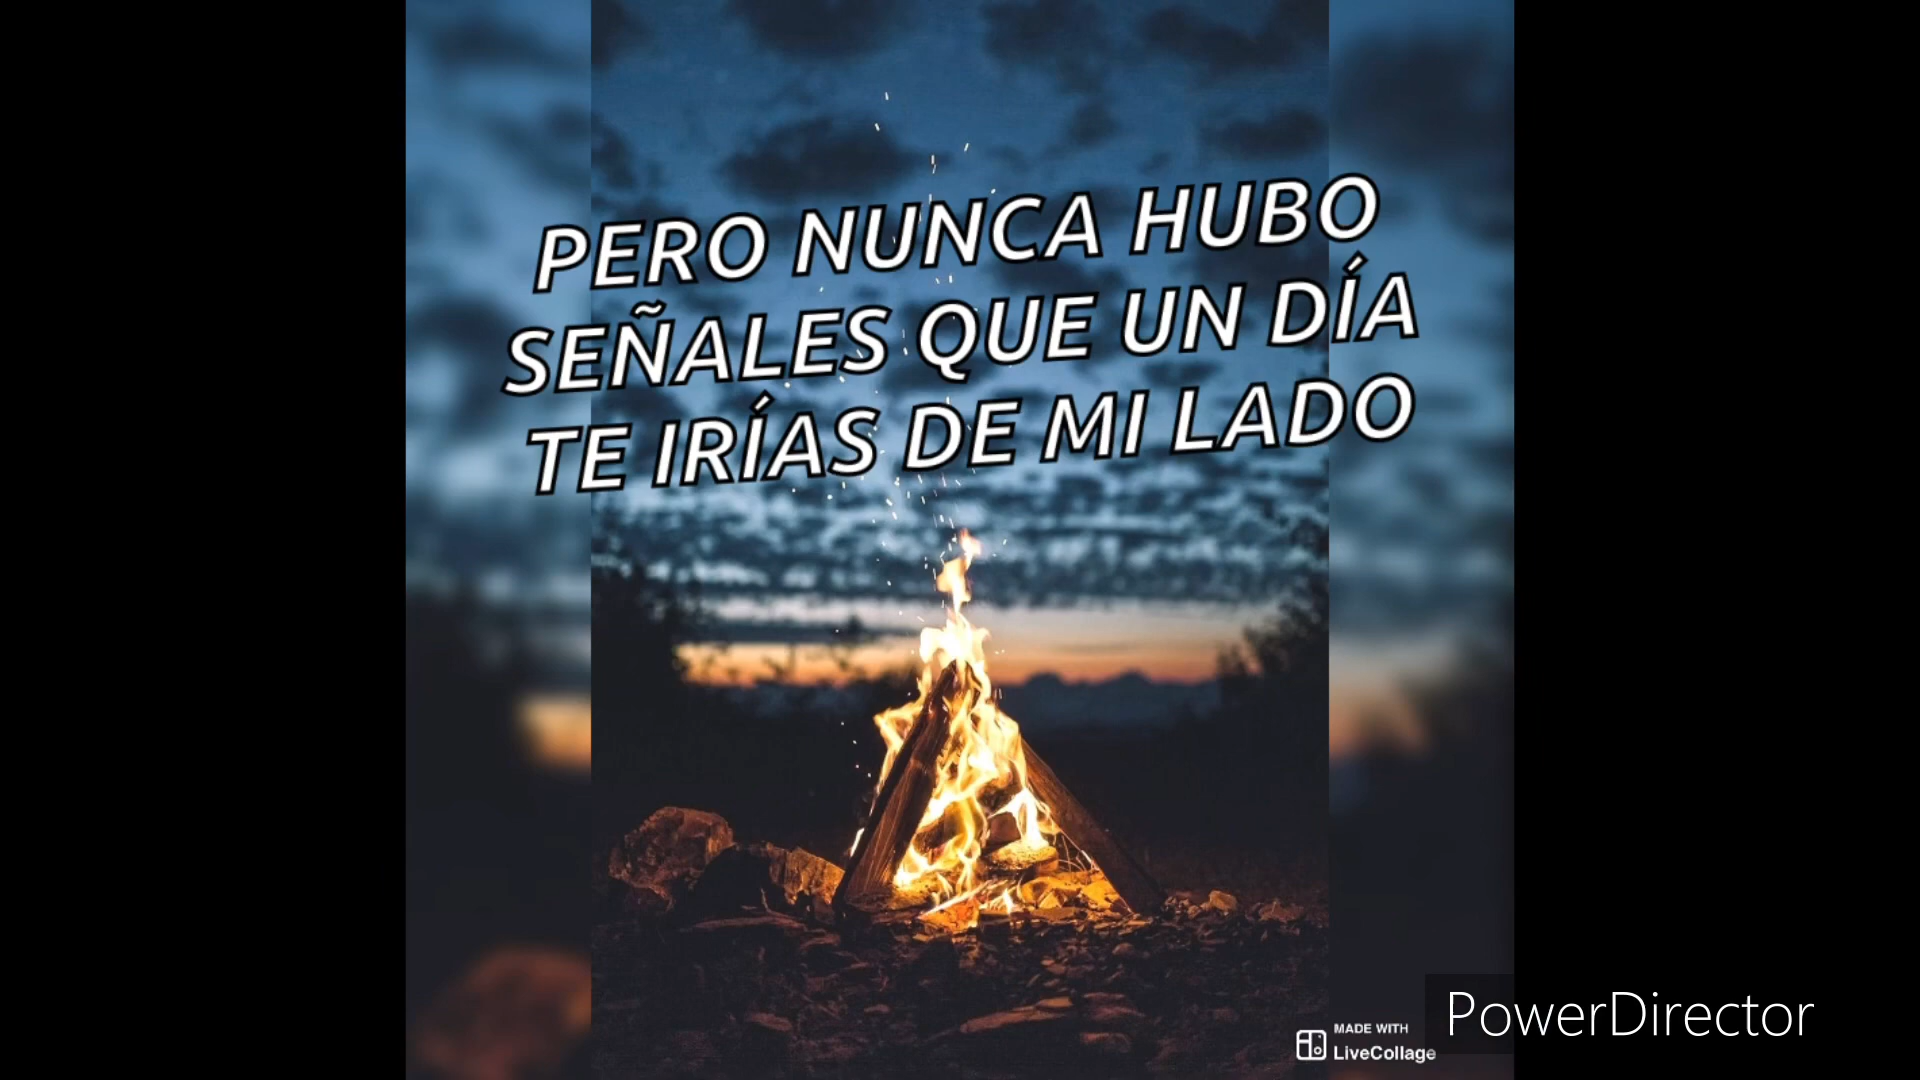 PERO NUNCA HUBO
SEÑALES QUE UN DÍA
TE IRÍAS DE MI LADO
MADE WITH
LiveCollage
PowerDirector